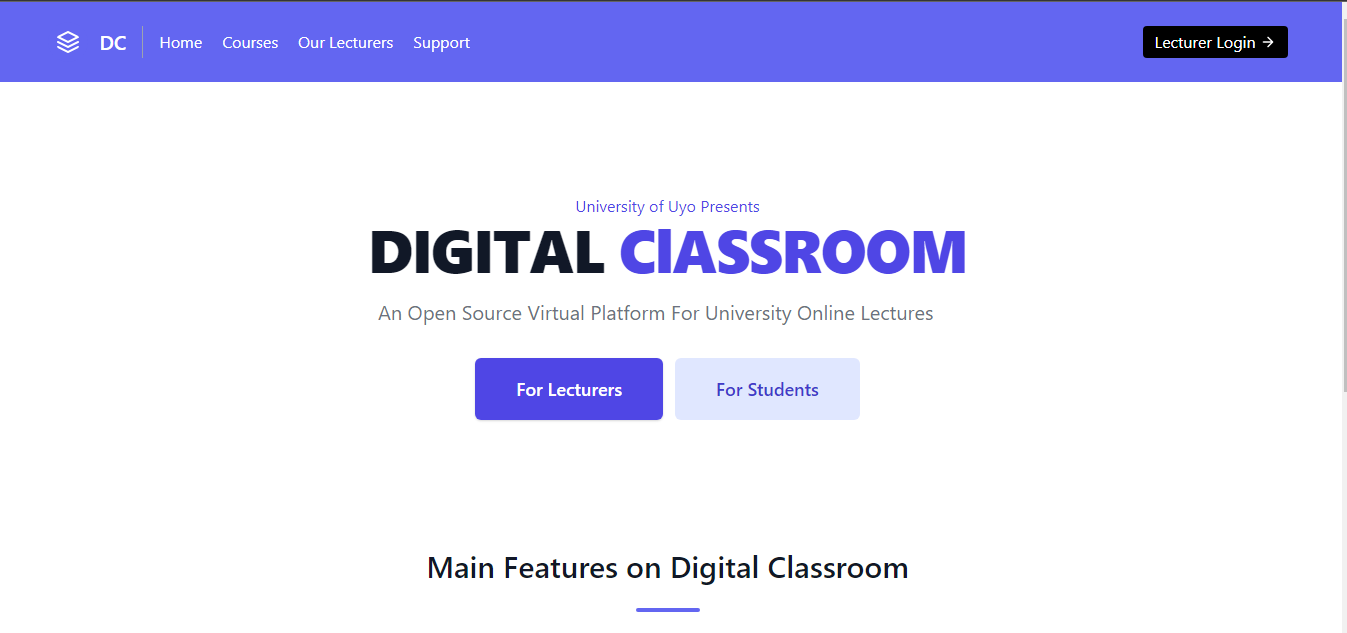 DC Home Courses Our Lecturers Support Lecturer Login →
University of Uyo Presents
DIGITAL ClASSROOM
An Open Source Virtual Platform For University Online Lectures
For Lecturers For Students
Main Features on Digital Classroom